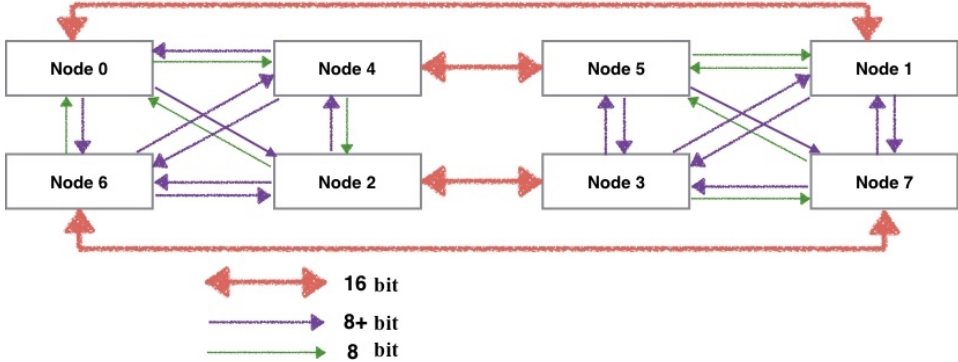 Node 0
Node 4
Node 5
Node 1
Node 6
Node 2
Node 3
Node 7
16 bit
8+ bit
8 bit